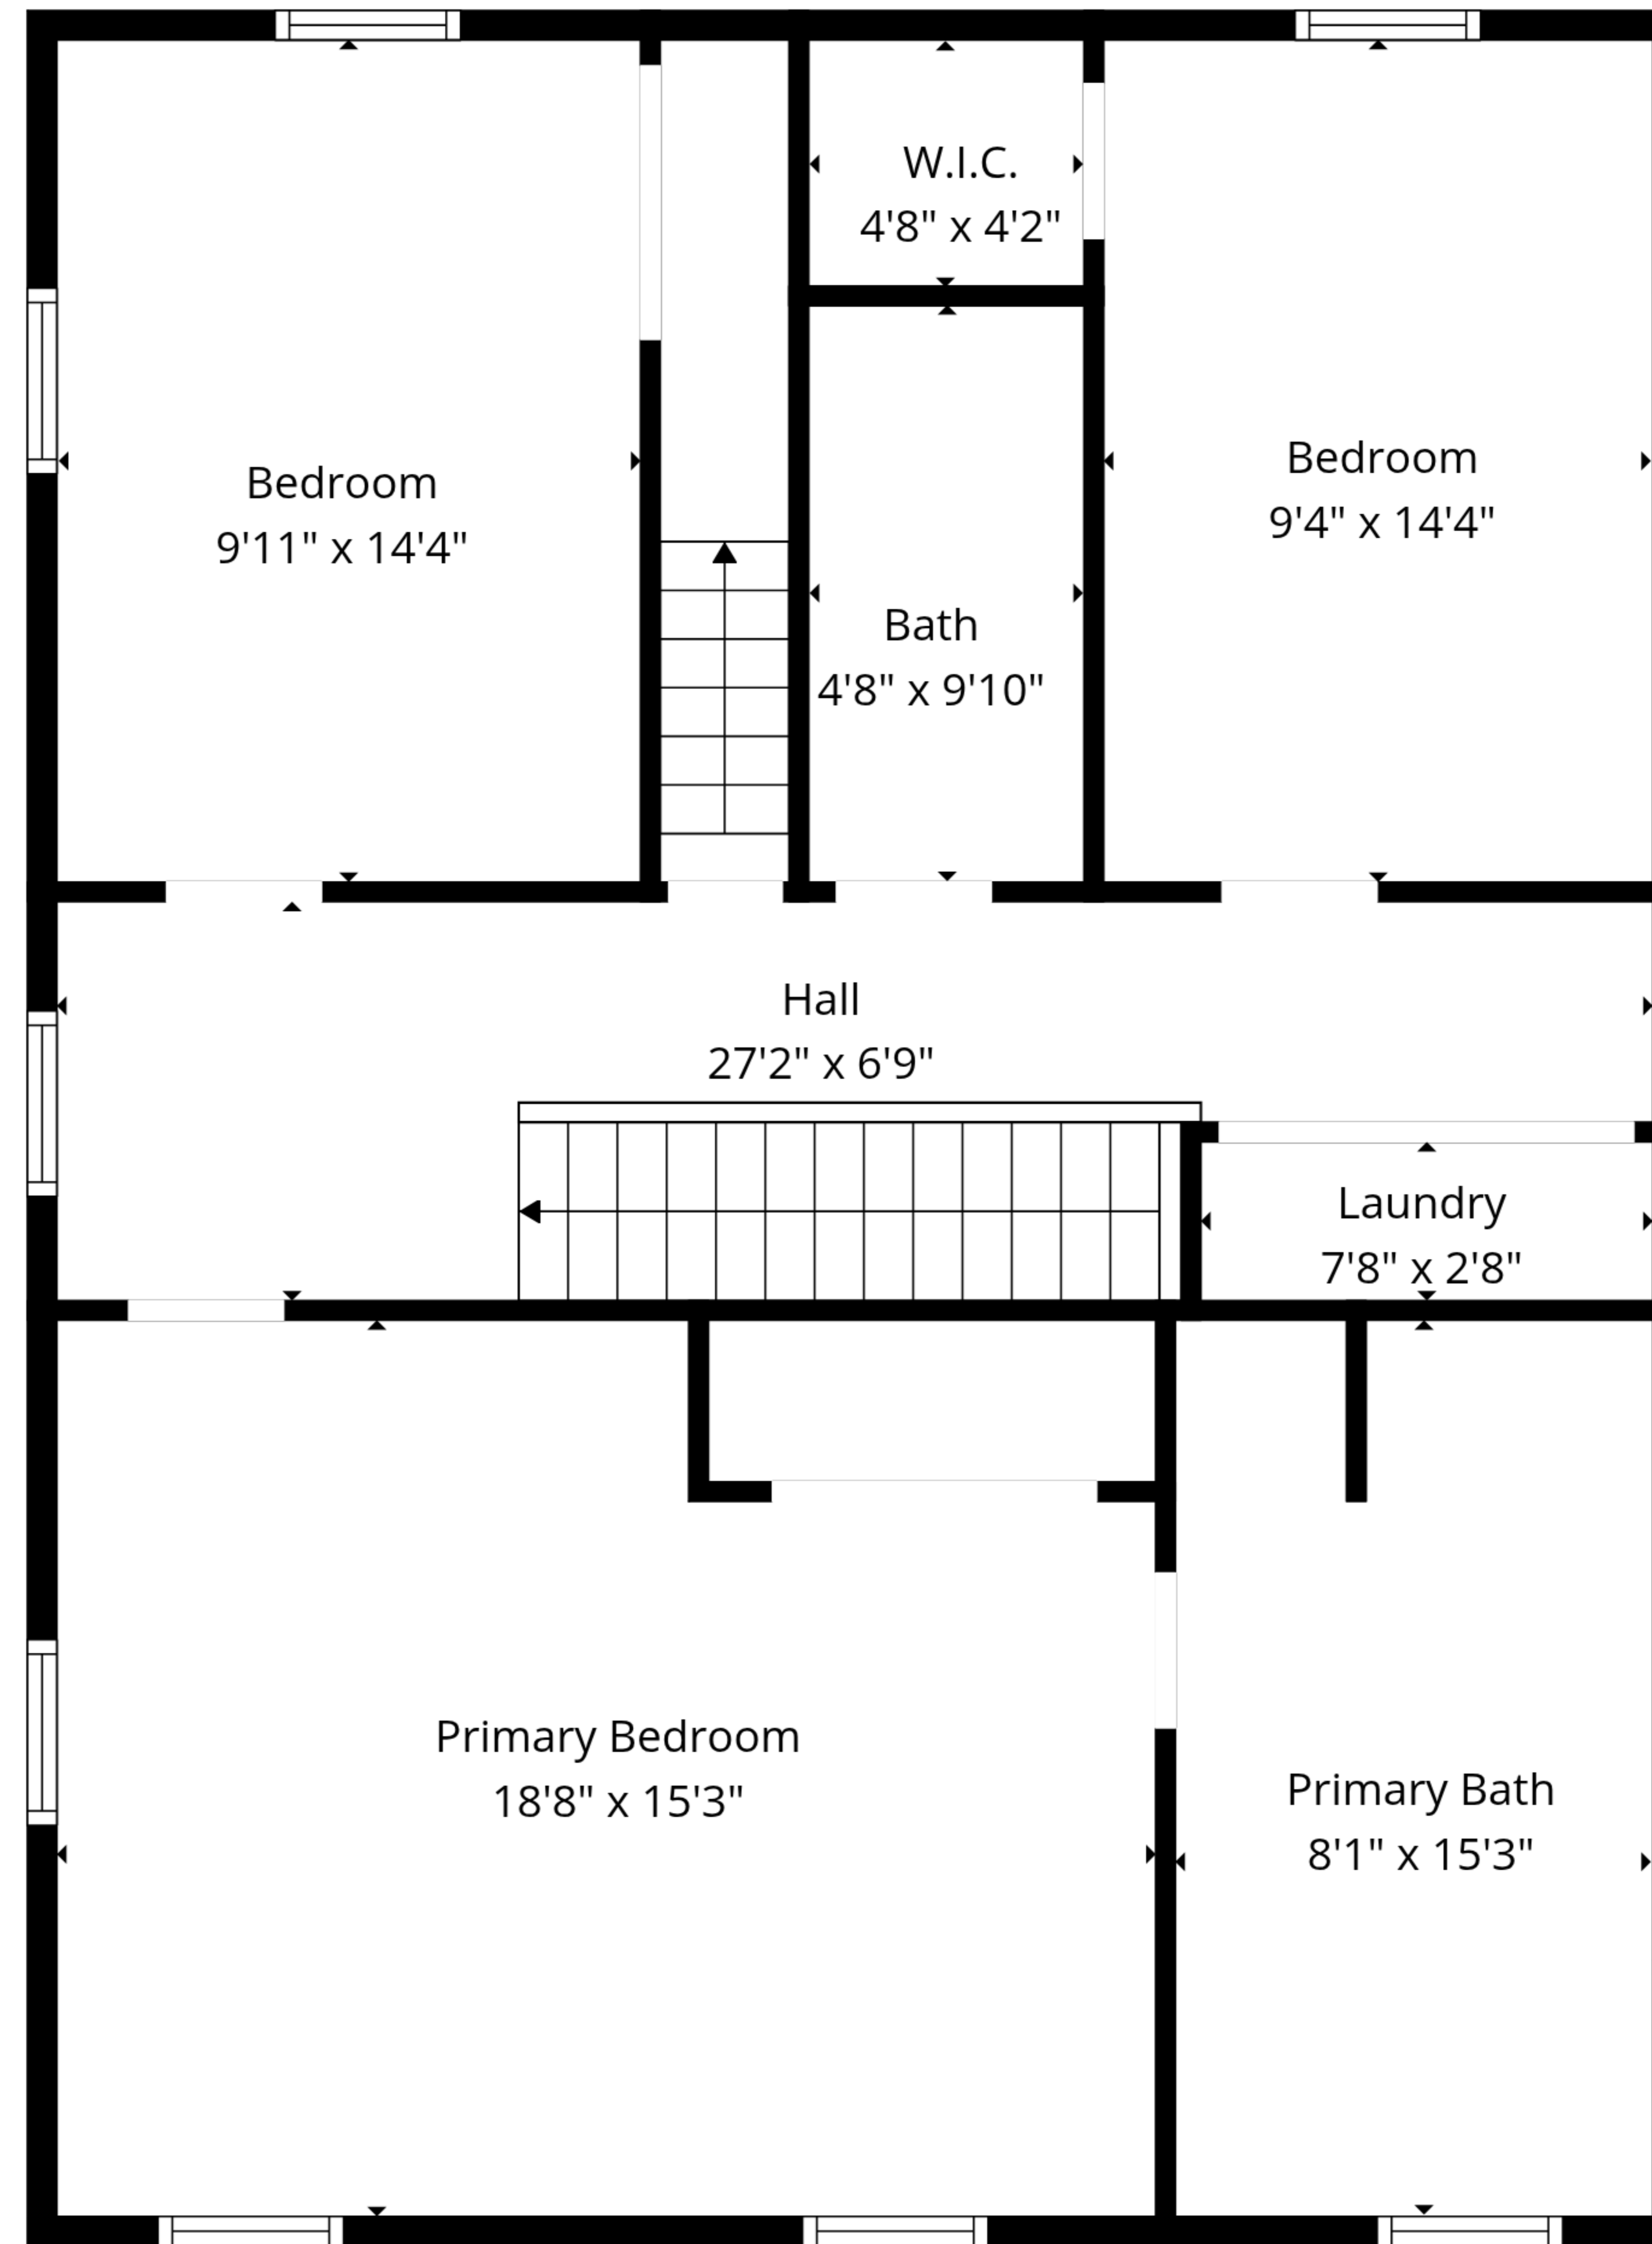 W.I.C.
4'8" x 4'2"
Bedroom
9'11" x 14'4"
Bedroom
9'4" x 14'4"
Bath
4'8" x 9'10"
Hall
27'2" x 6'9"
Laundry
7'8" x 2'8"
Primary Bedroom
18'8" x 15'3"
Primary Bath
8'1" x 15'3"